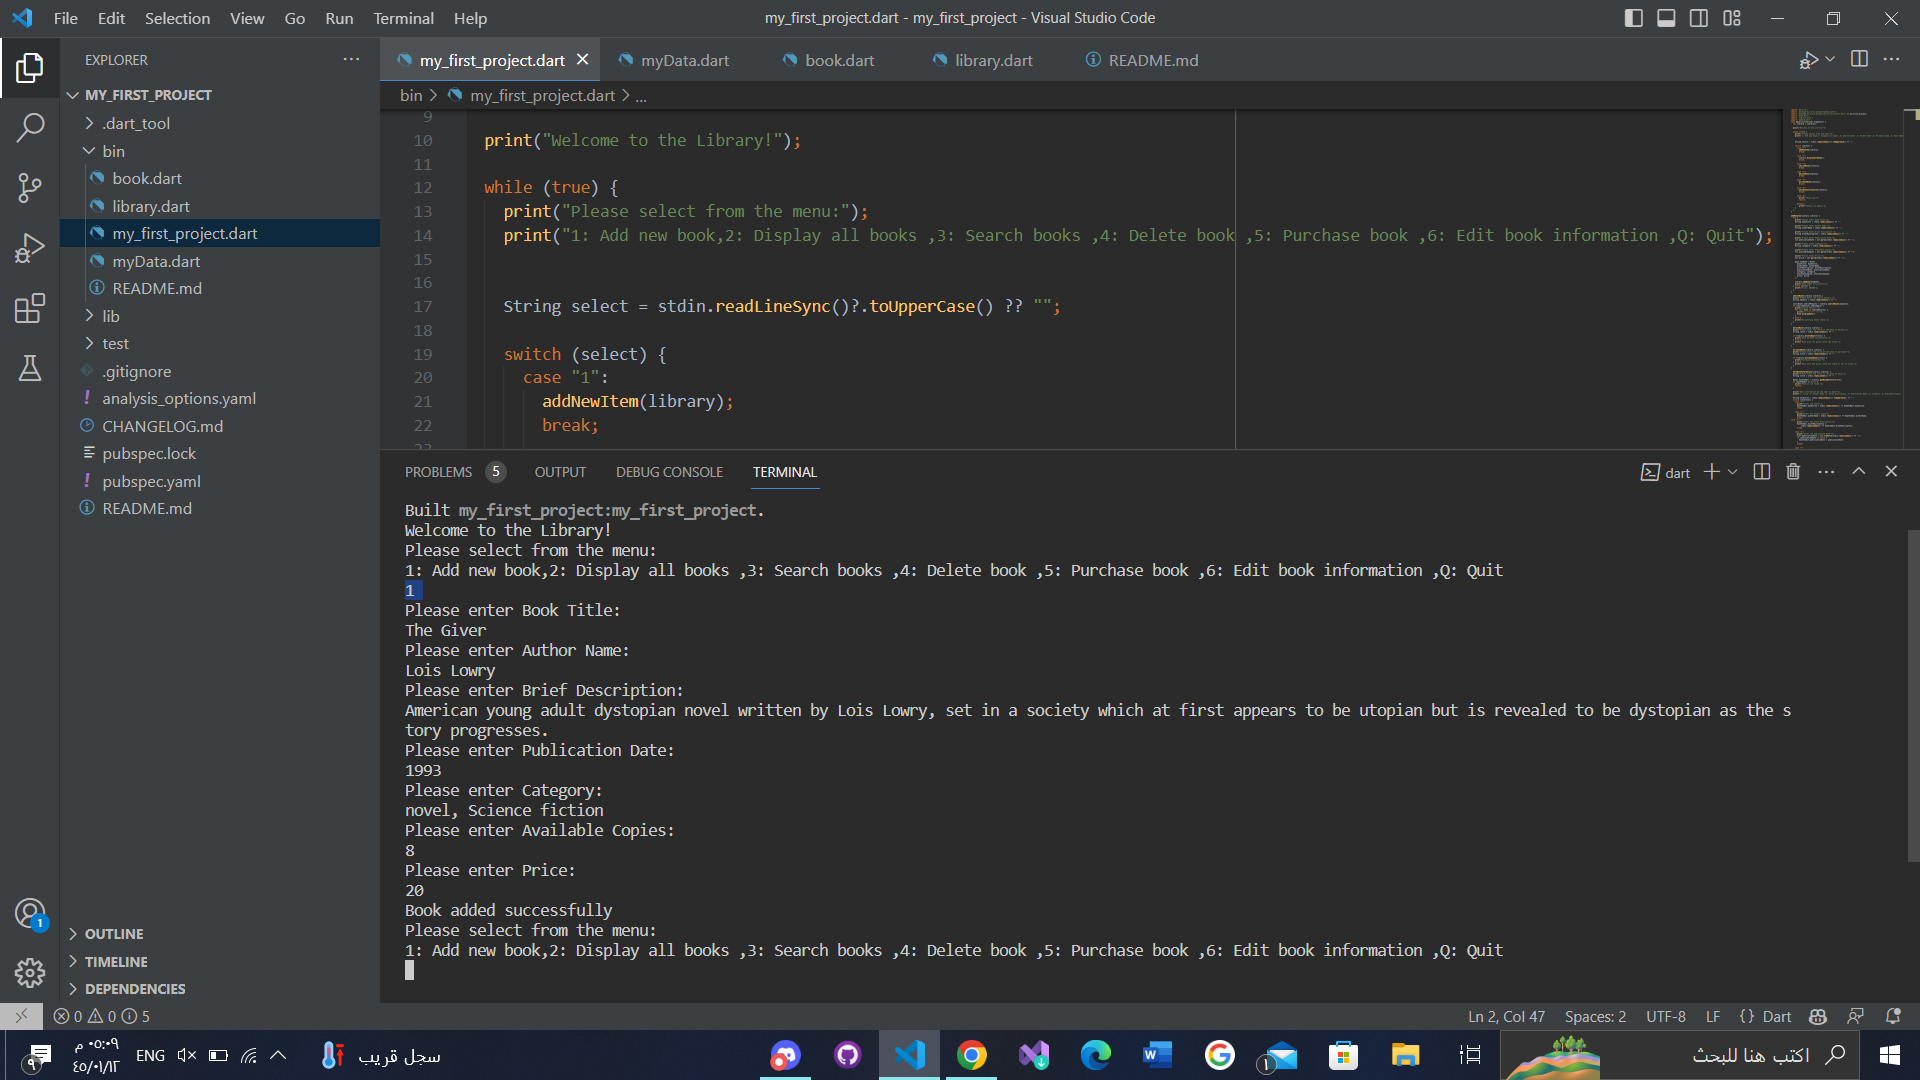 File Edit Selection View Go Run Terminal Help
my_first_project.dart - my_first_project - Visual Studio Code
EXPLORER
MY_FIRST_PROJECT
.dart_tool
bin
book.dart
library.dart
my_first_project.dart
myData.dart
README.md
lib
test
.gitignore
analysis_options.yaml
CHANGELOG.md
pubspec.lock
pubspec.yaml
README.md
OUTLINE
TIMELINE
DEPENDENCIES
my_first_project.dart myData.dart book.dart library.dart README.md
bin > my_first_project.dart > ...
9
10 print("Welcome to the Library!");
11
12 while (true) {
13 print("Please select from the menu:");
14 print("1: Add new book,2: Display all books ,3: Search books ,4: Delete book ,5: Purchase book ,6: Edit book information ,Q: Quit");
15
16
17 String select = stdin.readLineSync()?.toUpperCase() ?? "";
18
19 switch (select) {
20 case "1":
21 addNewItem(library);
22 break;
PROBLEMS 5 OUTPUT DEBUG CONSOLE TERMINAL
dart
Built my_first_project:my_first_project.
Welcome to the Library!
Please select from the menu:
1: Add new book,2: Display all books ,3: Search books ,4: Delete book ,5: Purchase book ,6: Edit book information ,Q: Quit
1
Please enter Book Title:
The Giver
Please enter Author Name:
Lois Lowry
Please enter Brief Description:
American young adult dystopian novel written by Lois Lowry, set in a society which at first appears to be utopian but is revealed to be dystopian as the s
tory progresses.
Please enter Publication Date:
1993
Please enter Category:
novel, Science fiction
Please enter Available Copies:
8
Please enter Price:
20
Book added successfully
Please select from the menu:
1: Add new book,2: Display all books ,3: Search books ,4: Delete book ,5: Purchase book ,6: Edit book information ,Q: Quit
1
0 0 5
Ln 2, Col 47 Spaces: 2 UTF-8 LF {} Dart
٩
٠٥:٠٩ م
٤٥/٠١/١٢
ENG
سجل قريب
١
اكتب هنا للبحث